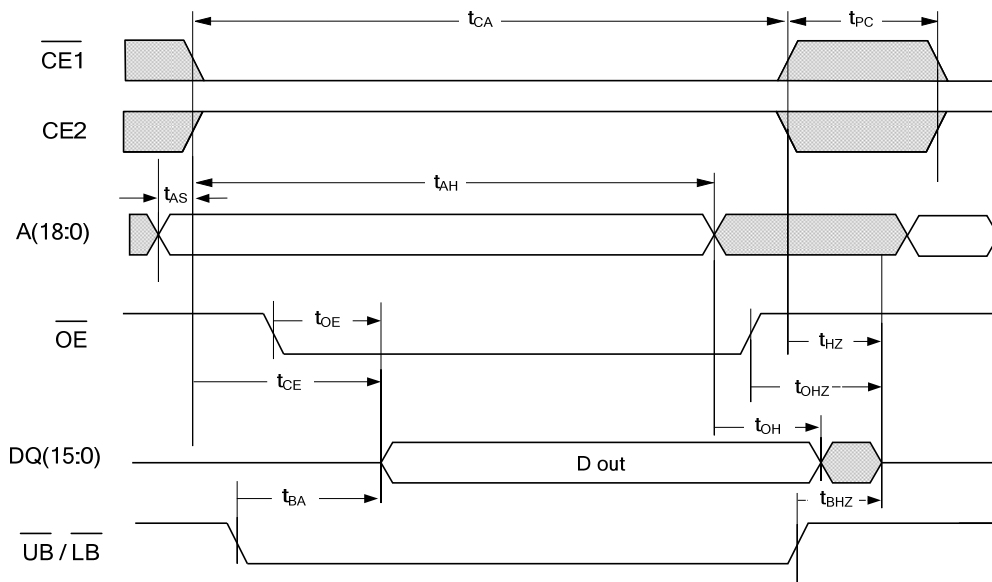 tCA
tPC
CE1
CE2
tAS
tAH
A(18:0)
OE
tOE
tHZ
tCE
tOHZ
tOH
DQ(15:0)
D out
tBA
tBHZ
UB / LB